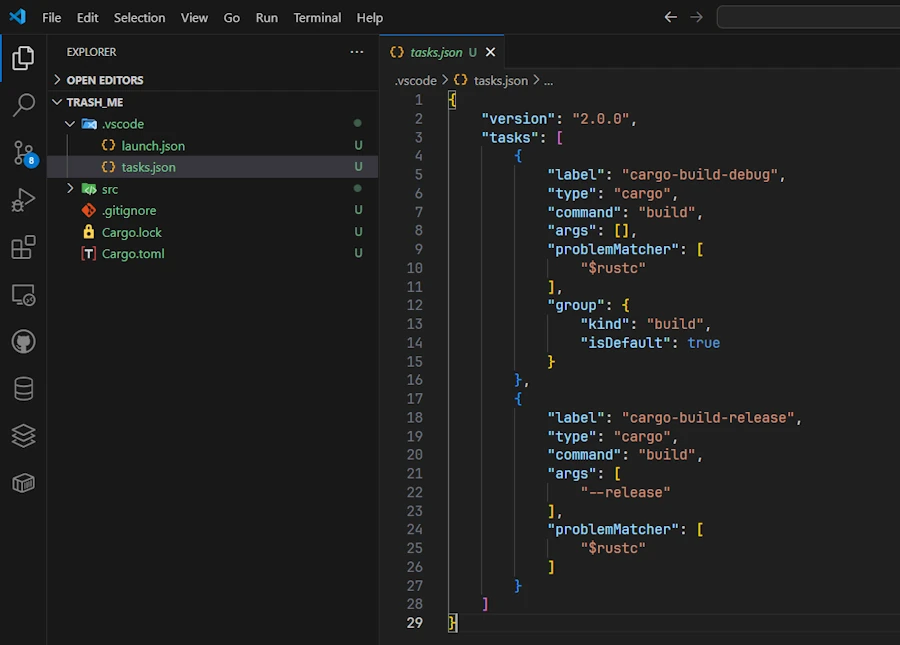 File Edit Selection View Go Run Terminal Help
EXPLORER ...
OPEN EDITORS
TRASH_ME
.vscode
launch.json U
tasks.json U
src
.gitignore U
Cargo.lock U
Cargo.toml U
8
tasks.json U
.vscode > tasks.json > ...
1 {
2 "version": "2.0.0",
3 "tasks": [
4 {
5 "label": "cargo-build-debug",
6 "type": "cargo",
7 "command": "build",
8 "args": [],
9 "problemMatcher": [
10 "$rustc"
11 ],
12 "group": {
13 "kind": "build",
14 "isDefault": true
15 }
16 },
17 {
18 "label": "cargo-build-release",
19 "type": "cargo",
20 "command": "build",
21 "args": [
22 "--release"
23 ],
24 "problemMatcher": [
25 "$rustc"
26 ]
27 }
28 ]
29 }